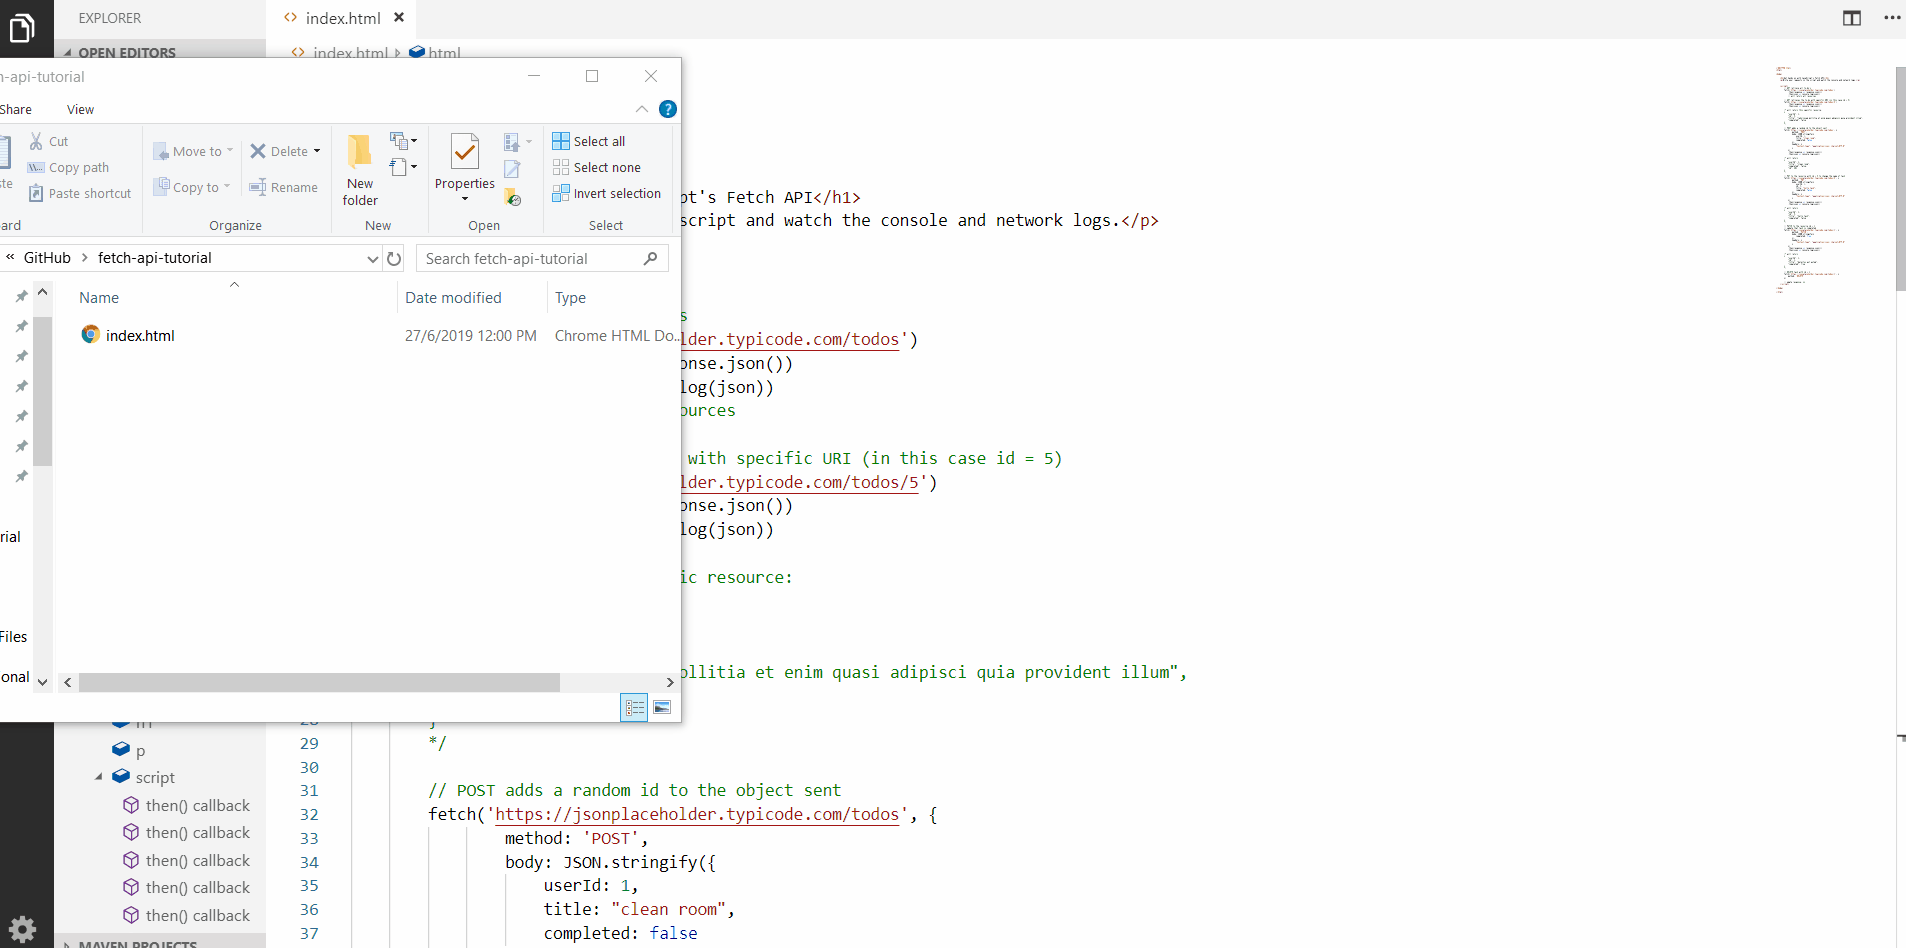 EXPLORER
OPEN EDITORS
index.html
index.html
html
-api-tutorial
Share
View
Cut
Copy path
Paste shortcut
Move to
Copy to
Delete
Rename
Organize
New
folder
New
Properties
Open
Select all
Select none
Invert selection
Select
« GitHub > fetch-api-tutorial
Search fetch-api-tutorial
Name
Date modified
Type
index.html
27/6/2019 12:00 PM
Chrome HTML Do...
rial
Files
onal
pt's Fetch API</h1>
script and watch the console and network logs.</p>
s
lder.typicode.com/todos')
onse.json())
log(json))
ources
with specific URI (in this case id = 5)
lder.typicode.com/todos/5')
onse.json())
log(json))
ic resource:
ollitia et enim quasi adipisci quia provident illum",
28 }
29 */
30
31 // POST adds a random id to the object sent
32 fetch('https://jsonplaceholder.typicode.com/todos', {
33 method: 'POST',
34 body: JSON.stringify({
35 userId: 1,
36 title: "clean room",
37 completed: false
p
script
then() callback
then() callback
then() callback
then() callback
then() callback
MAVEN PROJECTS